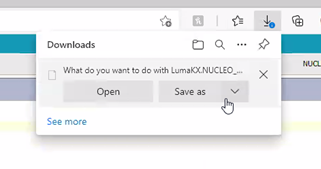 Downloads
What do you want to do with LumaKX.NUCLEO_...
Open
Save as
See more
NUCL